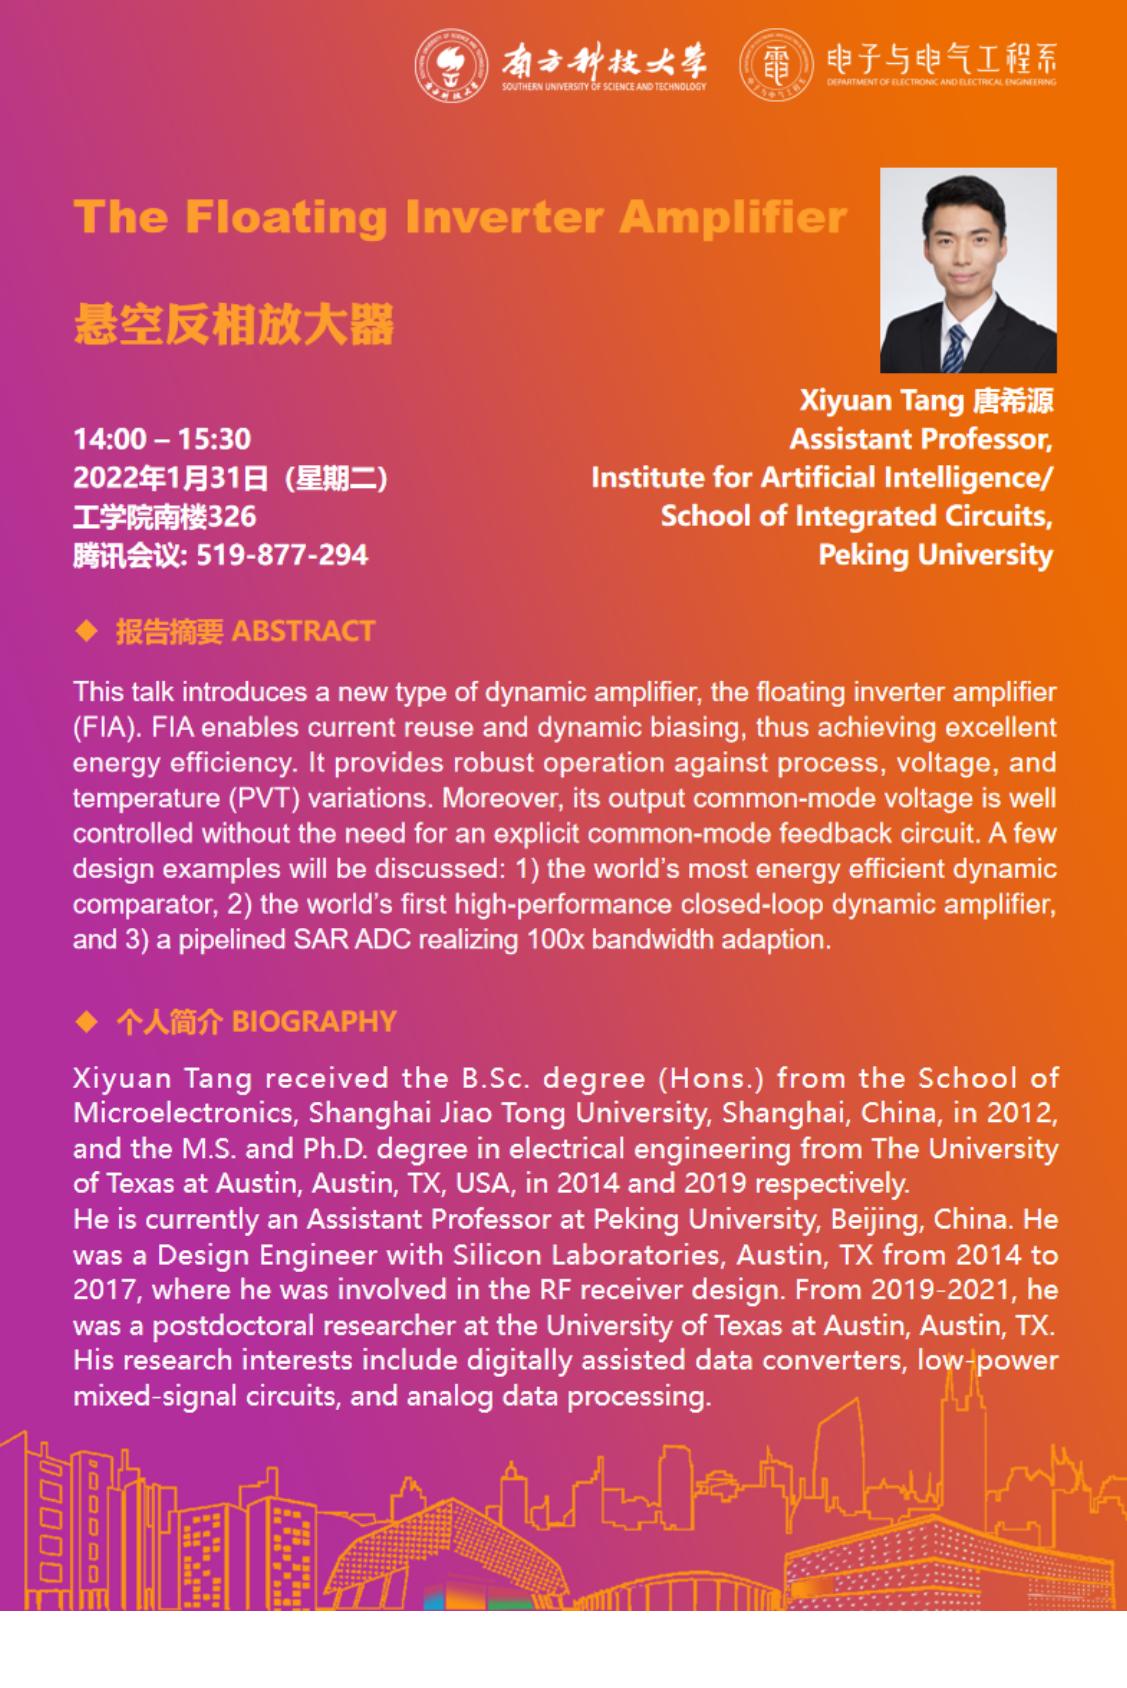 南方科技大学
SOUTHERN UNIVERSITY OF SCIENCE AND TECHNOLOGY
電
电子与电气工程系
DEPARTMENT OF ELECTRONIC AND ELECTRICAL ENGINEERING
The Floating Inverter Amplifier
悬空反相放大器
14:00 – 15:30
2022年1月31日（星期二）
工学院南楼326
腾讯会议: 519-877-294
Xiyuan Tang 唐希源
Assistant Professor,
Institute for Artificial Intelligence/
School of Integrated Circuits,
Peking University
◆ 报告摘要 ABSTRACT
This talk introduces a new type of dynamic amplifier, the floating inverter amplifier
(FIA). FIA enables current reuse and dynamic biasing, thus achieving excellent
energy efficiency. It provides robust operation against process, voltage, and
temperature (PVT) variations. Moreover, its output common-mode voltage is well
controlled without the need for an explicit common-mode feedback circuit. A few
design examples will be discussed: 1) the world’s most energy efficient dynamic
comparator, 2) the world’s first high-performance closed-loop dynamic amplifier,
and 3) a pipelined SAR ADC realizing 100x bandwidth adaption.
◆ 个人简介 BIOGRAPHY
Xiyuan Tang received the B.Sc. degree (Hons.) from the School of
Microelectronics, Shanghai Jiao Tong University, Shanghai, China, in 2012,
and the M.S. and Ph.D. degree in electrical engineering from The University
of Texas at Austin, Austin, TX, USA, in 2014 and 2019 respectively.
He is currently an Assistant Professor at Peking University, Beijing, China. He
was a Design Engineer with Silicon Laboratories, Austin, TX from 2014 to
2017, where he was involved in the RF receiver design. From 2019-2021, he
was a postdoctoral researcher at the University of Texas at Austin, Austin, TX.
His research interests include digitally assisted data converters, low-power
mixed-signal circuits, and analog data processing.